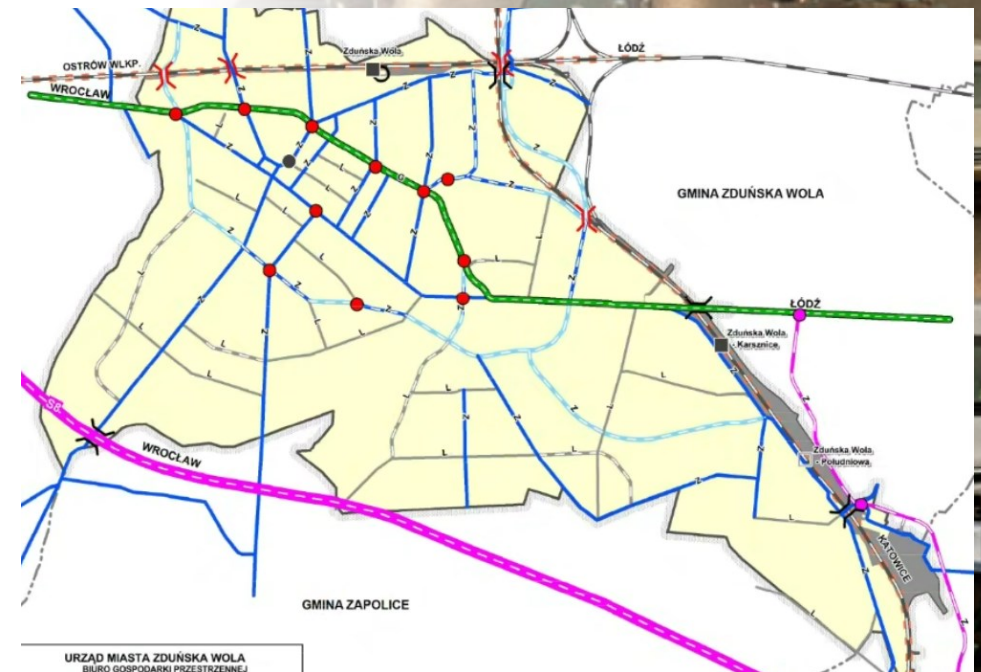 Zduńska Wola
ŁÓDŹ
OSTRÓW WLKP.
WROCŁAW
G
GMINA ZDUŃSKA WOLA
ŁÓDŹ
Zduńska Wola
- Karsznice
S8
WROCŁAW
Zduńska Wola
- Południowa
KATOWICE
GMINA ZAPOLICE
URZĄD MIASTA ZDUŃSKA WOLA
BIURO GOSPODARKI PRZESTRZENNEJ